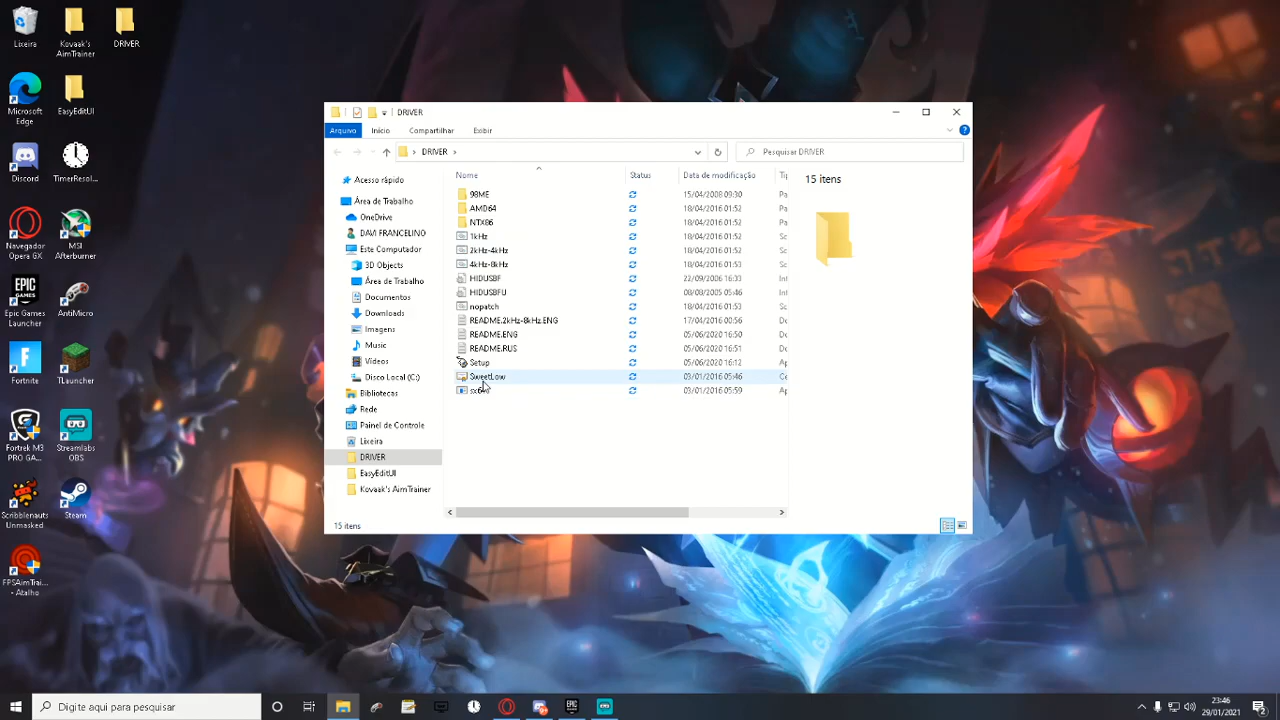 Lixeira
Kovaak's
AimTrainer
DRIVER
Microsoft
Edge
EasyEditUI
Discord
TimerResol...
Navegador
Opera GX
MSI
Afterburner
Epic Games
Launcher
AntiMicro
Fortnite
TLauncher
Fortrek M3
PRO GA...
Streamlabs
OBS
Scribblenauts
Unmasked
Steam
FPSAimTrai...
- Atalho
DRIVER
Arquivo
Início
Compartilhar
Exibir
DRIVER
Pesquisar DRIVER
Acesso rápido
Área de Trabalho
OneDrive
DAVI FRANCELINO
Este Computador
3D Objects
Área de Trabalho
Documentos
Downloads
Imagens
Music
Vídeos
Disco Local (C:)
Bibliotecas
Rede
Painel de Controle
Lixeira
DRIVER
EasyEditUI
Kovaak's AimTrainer
Nome Status Data de modificação Tip
98ME 15/04/2008 09:30 Pa
AMD64 18/04/2016 01:52 Pa
NTX86 18/04/2016 01:52 Pa
1kHz 18/04/2016 01:52 Sc
2kHz-4kHz 18/04/2016 01:52 Sc
4kHz-8kHz 18/04/2016 01:53 Sc
HIDUSBF 22/09/2006 16:33 Int
HIDUSBFU 08/08/2005 05:46 Int
nopatch 18/04/2016 01:53 Sc
README.2kHz-8kHz.ENG 17/04/2016 00:56 Do
README.ENG 05/06/2020 16:50 Do
README.RUS 05/06/2020 16:51 Do
Setup 05/06/2020 16:12 Ap
SweetLow 03/01/2016 05:46 Ce
03/01/2016 05:59 Ap
15 itens
15 itens
Digite aqui para pesquisar
23:46
29/01/2021
2